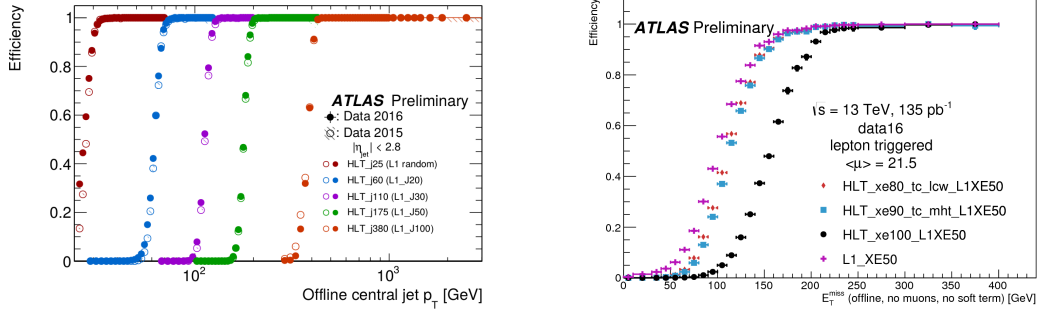 Efficiency
1
0.8
0.6
0.4
0.2
0
ATLAS Preliminary
: Data 2016
: Data 2015
|η_jet| < 2.8
HLT_j25 (L1 random)
HLT_j60 (L1_J20)
HLT_j110 (L1_J30)
HLT_j175 (L1_J50)
HLT_j380 (L1_J100)
10² 10³
Offline central jet p_T [GeV]
Efficiency
1
0.8
0.6
0.4
0.2
0
ATLAS Preliminary
√s = 13 TeV, 135 pb⁻¹
data16
lepton triggered
<μ> = 21.5
HLT_xe80_tc_lcw_L1XE50
HLT_xe90_tc_mht_L1XE50
HLT_xe100_L1XE50
L1_XE50
0 50 100 150 200 250 300 350 400
E_T^miss (offline, no muons, no soft term) [GeV]